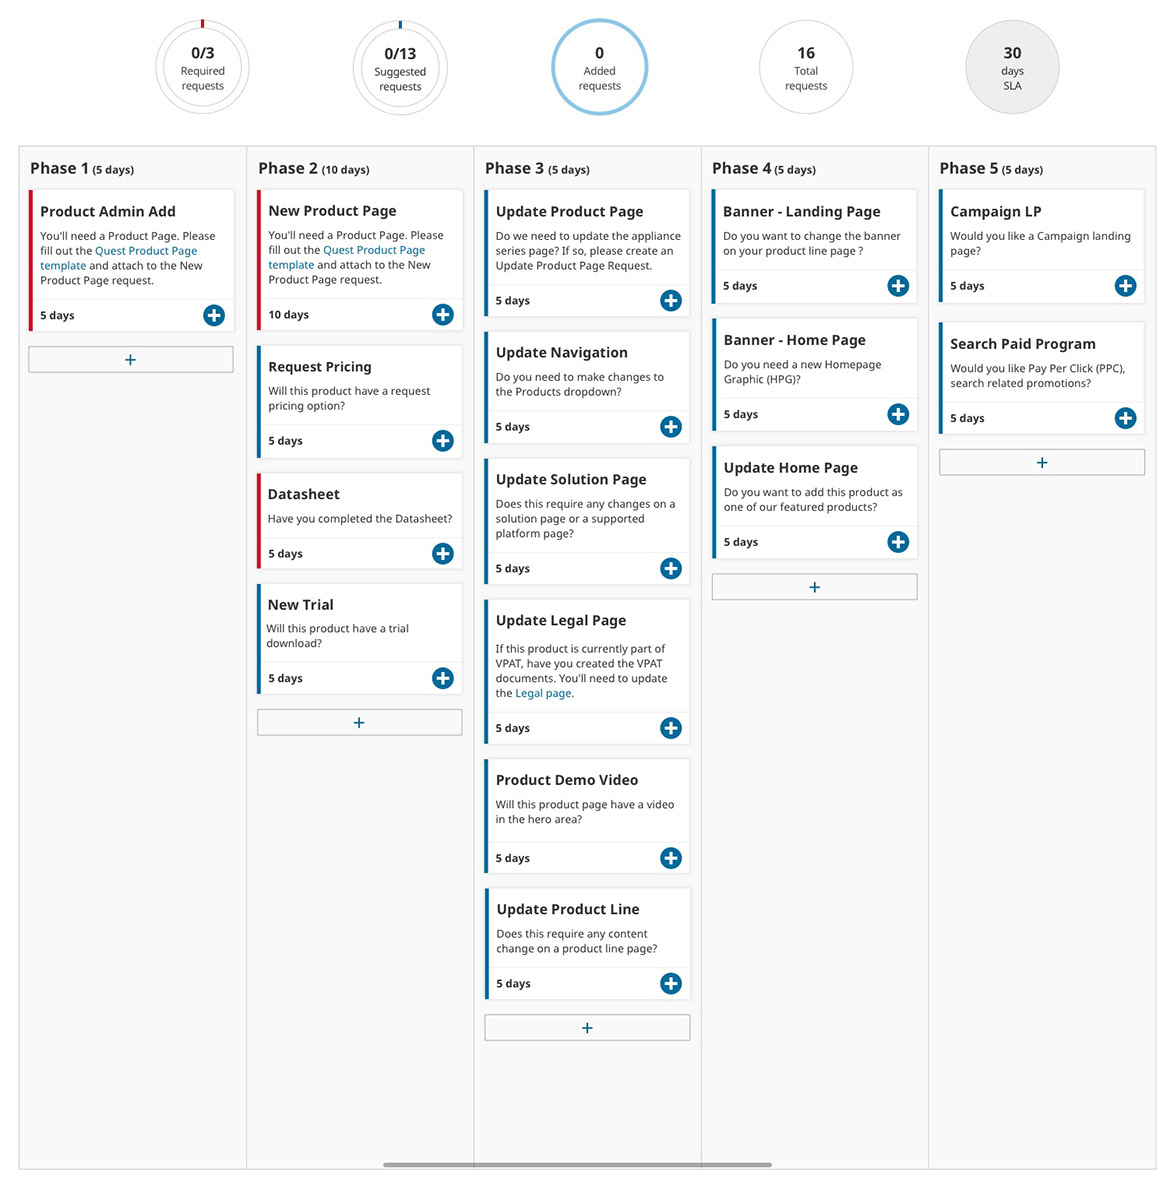 0/3
Required
requests
0/13
Suggested
requests
0
Added
requests
16
Total
requests
30
days
SLA
Phase 1 (5 days)
Product Admin Add
You'll need a Product Page. Please
fill out the Quest Product Page
template and attach to the New
Product Page request.
5 days
+
Phase 2 (10 days)
New Product Page
You'll need a Product Page. Please
fill out the Quest Product Page
template and attach to the New
Product Page request.
10 days
Request Pricing
Will this product have a request
pricing option?
5 days
Datasheet
Have you completed the Datasheet?
5 days
New Trial
Will this product have a trial
download?
5 days
+
Phase 3 (5 days)
Update Product Page
Do we need to update the appliance
series page? If so, please create an
Update Product Page Request.
5 days
Update Navigation
Do you need to make changes to
the Products dropdown?
5 days
Update Solution Page
Does this require any changes on a
solution page or a supported
platform page?
5 days
Update Legal Page
If this product is currently part of
VPAT, have you created the VPAT
documents. You'll need to update
the Legal page.
5 days
Product Demo Video
Will this product page have a video
in the hero area?
5 days
Update Product Line
Does this require any content
change on a product line page?
5 days
+
Phase 4 (5 days)
Banner - Landing Page
Do you want to change the banner
on your product line page ?
5 days
Banner - Home Page
Do you need a new Homepage
Graphic (HPG)?
5 days
Update Home Page
Do you want to add this product as
one of our featured products?
5 days
+
Phase 5 (5 days)
Campaign LP
Would you like a Campaign landing
page?
5 days
Search Paid Program
Would you like Pay Per Click (PPC),
search related promotions?
5 days
+